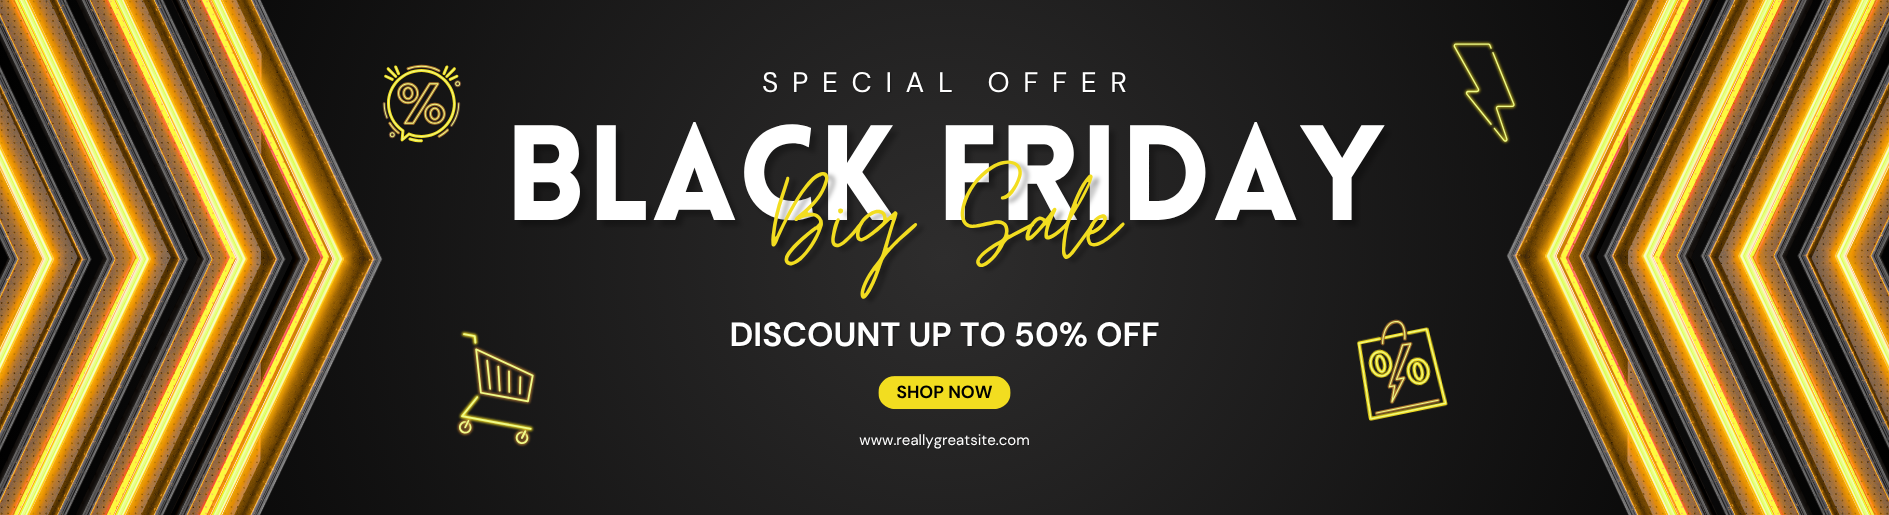 SPECIAL OFFER
BLACK FRIDAY
Big Sale
DISCOUNT UP TO 50% OFF
SHOP NOW
www.reallygreatsite.com